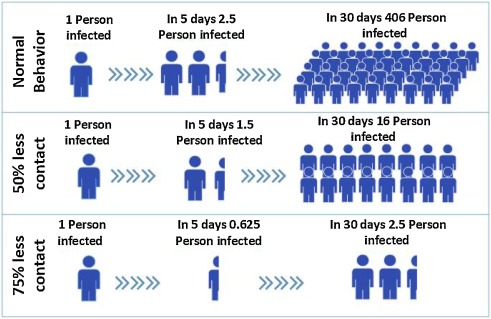 Normal
Behavior
1 Person
infected
In 5 days 2.5
Person infected
In 30 days 406 Person
infected
50% less
contact
1 Person
infected
In 5 days 1.5
Person infected
In 30 days 16 Person
infected
75% less
contact
1 Person
infected
In 5 days 0.625
Person infected
In 30 days 2.5 Person
infected